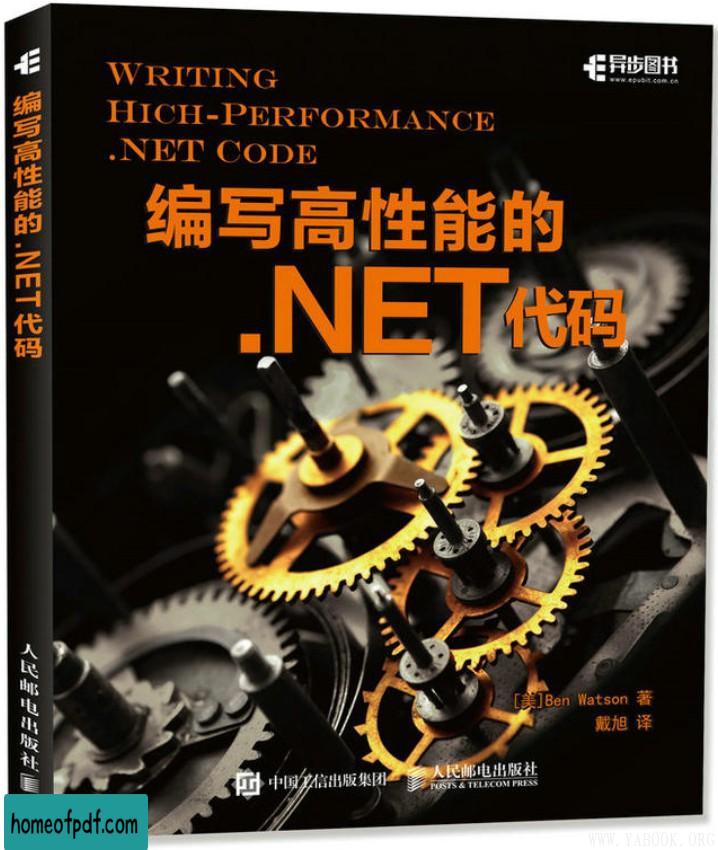 异步图书
www.epubit.com.cn
WRITING
HICH-PERFORMANCE
.NET CODE
编写高性能的
.NET代码
编写高性能的.NET代码
人民邮电出版社
[美]Ben Watson 著
戴旭 译
中国工信出版集团
人民邮电出版社
POSTS & TELECOM PRESS
homeofpdf.com
WWW.YABOOK.ORG